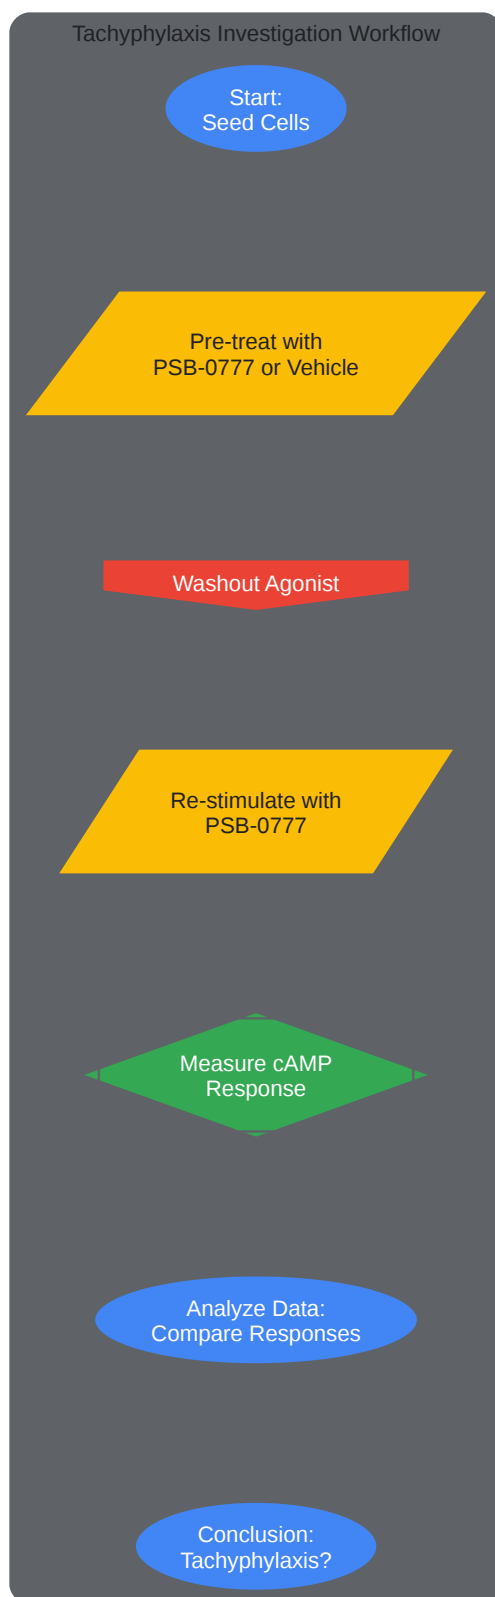 Tachyphylaxis Investigation Workflow
Start:
Seed Cells
Pre-treat with
PSB-0777 or Vehicle
Washout Agonist
Re-stimulate with
PSB-0777
Measure cAMP
Response
Analyze Data:
Compare Responses
Conclusion:
Tachyphylaxis?